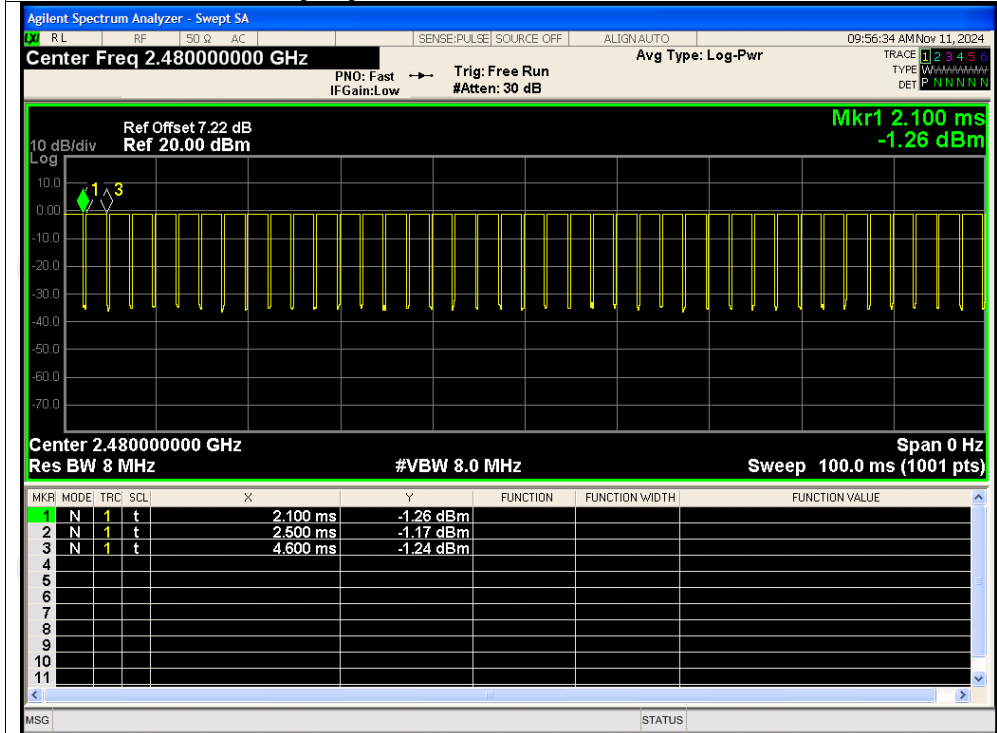 Agilent Spectrum Analyzer - Swept SA
LXI RL RF 50 Ω AC SENSE:PULSE SOURCE OFF ALIGNAUTO 09:56:34 AMNov 11, 2024
Center Freq 2.480000000 GHz Avg Type: Log-Pwr TRACE 1 2 3 4 5 6
PNO: Fast Trig: Free Run TYPE WWWWWW
IFGain:Low #Atten: 30 dB DET P N N N N N
Mkr1 2.100 ms
Ref Offset 7.22 dB
10 dB/div Ref 20.00 dBm -1.26 dBm
Log
10.0
1 3
0.00
-10.0
-20.0
-30.0
-40.0
-50.0
-60.0
-70.0
Center 2.480000000 GHz Span 0 Hz
Res BW 8 MHz #VBW 8.0 MHz Sweep 100.0 ms (1001 pts)
MKR MODE TRC SCL X Y FUNCTION FUNCTION WIDTH FUNCTION VALUE
1 N 1 t 2.100 ms -1.26 dBm
2 N 1 t 2.500 ms -1.17 dBm
3 N 1 t 4.600 ms -1.24 dBm
4
5
6
7
8
9
10
11
MSG STATUS